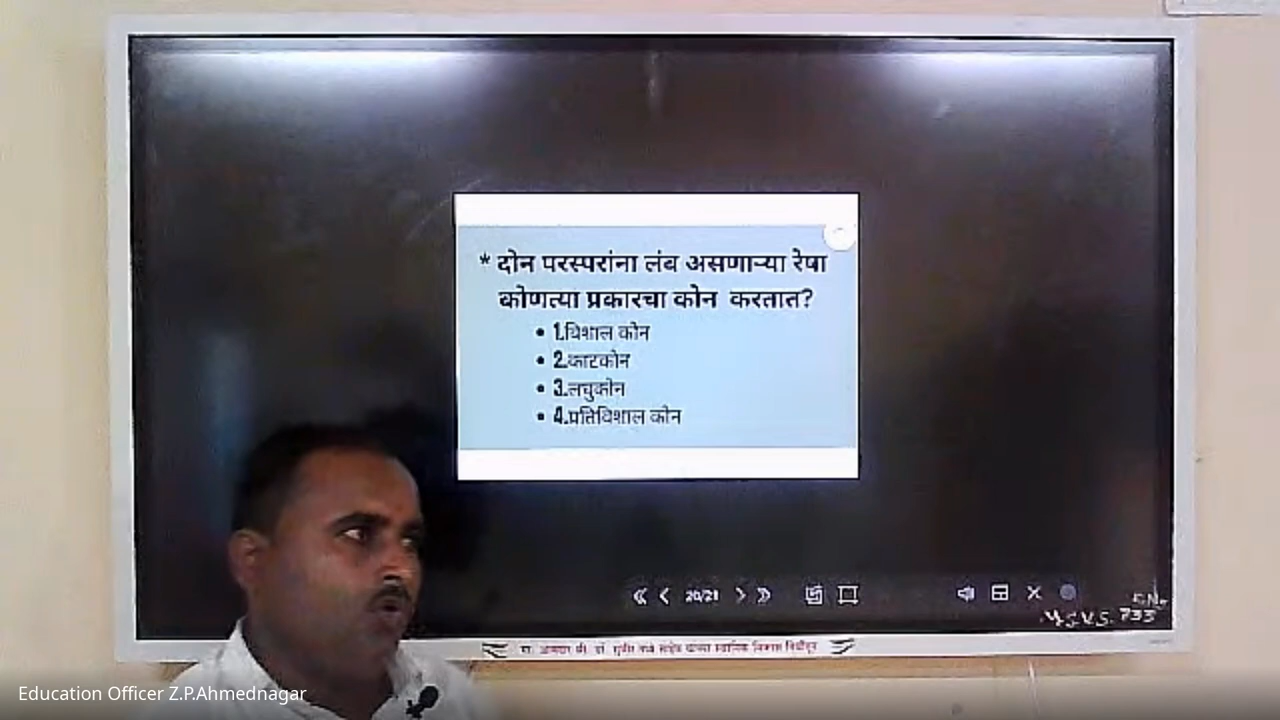 * दोन परस्परांना लंब असणाऱ्या रेषा
कोणत्या प्रकारचा कोन करतात?
• 1.विशाल कोन
• 2.काटकोन
• 3.लघुकोन
• 4.प्रतिविशाल कोन
20/21
733
Education Officer Z.P.Ahmednagar